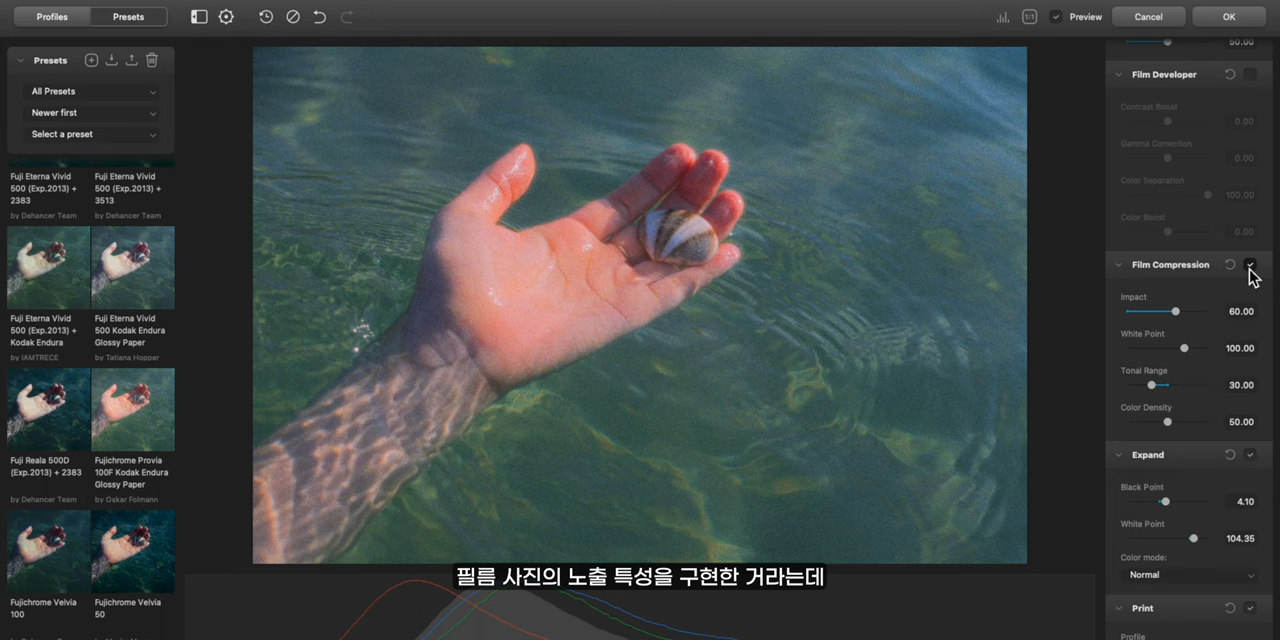 Profiles
Presets
Preview
Cancel
OK
Presets
All Presets
Newer first
Select a preset
Fuji Eterna Vivid
500 (Exp.2013) +
2383
by Dehancer Team
Fuji Eterna Vivid
500 (Exp.2013) +
3513
by Dehancer Team
Fuji Eterna Vivid
500 (Exp.2013) +
Kodak Endura
by IAMTRECE
Fuji Eterna Vivid
500 Kodak Endura
Glossy Paper
by Tatiana Hopper
Fuji Reala 500D
(Exp.2013) + 2383
by Dehancer Team
Fujichrome Provia
100F Kodak Endura
Glossy Paper
by Oskar Folmann
Fujichrome Velvia
100
Fujichrome Velvia
50
50.00
Film Developer
Contrast Boost
0.00
Gamma Correction
0.00
Color Separation
100.00
Color Boost
0.00
Film Compression
Impact
60.00
White Point
100.00
Tonal Range
30.00
Color Density
50.00
Expand
Black Point
4.10
White Point
104.35
Color mode:
Normal
Print
Profile
1:1
필름 사진의 노출 특성을 구현한 거라는데